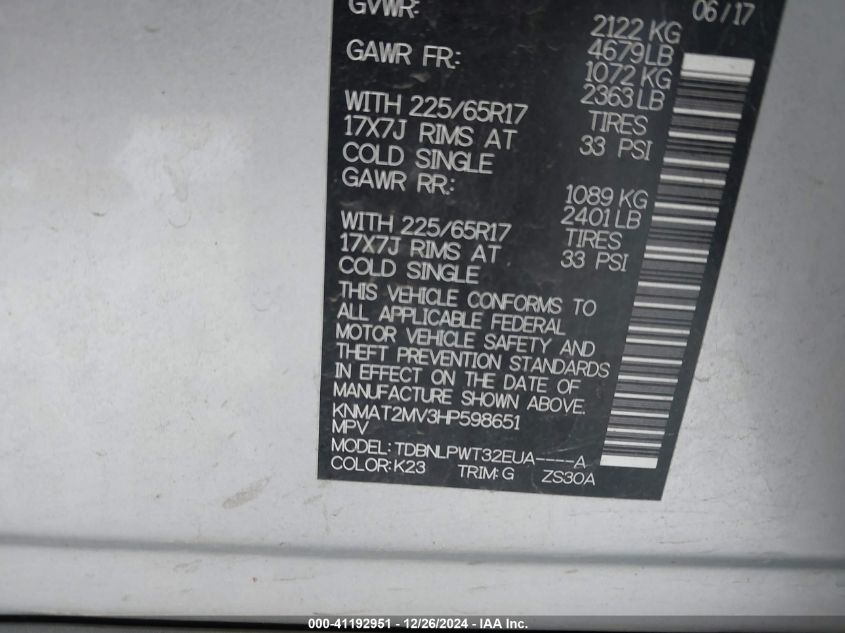 06/17
GVWR: 2122 KG
4679 LB
GAWR FR: 1072 KG
2363 LB
WITH 225/65R17 TIRES
17X7J RIMS AT 33 PSI
COLD SINGLE
GAWR RR: 1089 KG
2401 LB
WITH 225/65R17 TIRES
17X7J RIMS AT 33 PSI
COLD SINGLE
THIS VEHICLE CONFORMS TO
ALL APPLICABLE FEDERAL
MOTOR VEHICLE SAFETY AND
THEFT PREVENTION STANDARDS
IN EFFECT ON THE DATE OF
MANUFACTURE SHOWN ABOVE.
KNMAT2MV3HP598651
MPV
MODEL: TDBNLPWT32EUA----A
COLOR: K23 TRIM: G ZS30A
000-41192951 - 12/26/2024 - IAA Inc.